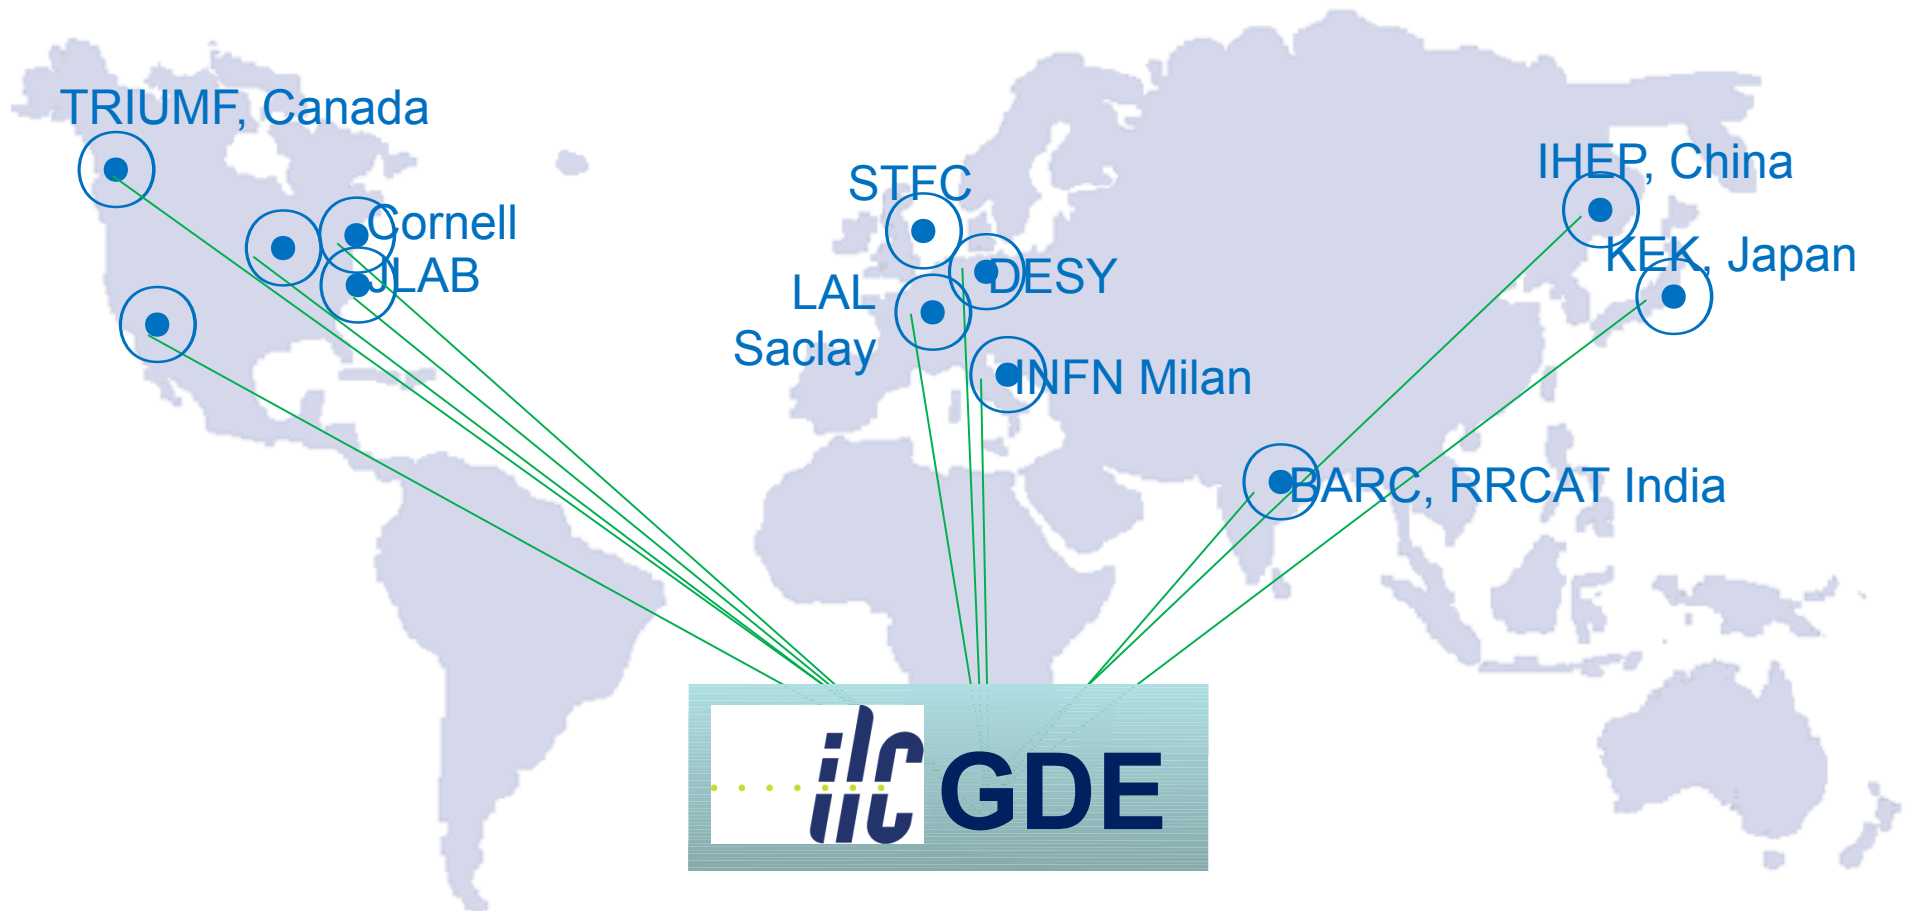 TRIUMF, Canada
Cornell
JLAB
STFC
DESY
LAL
Saclay
INFN Milan
IHEP, China
KEK, Japan
BARC, RRCAT India
ilc GDE